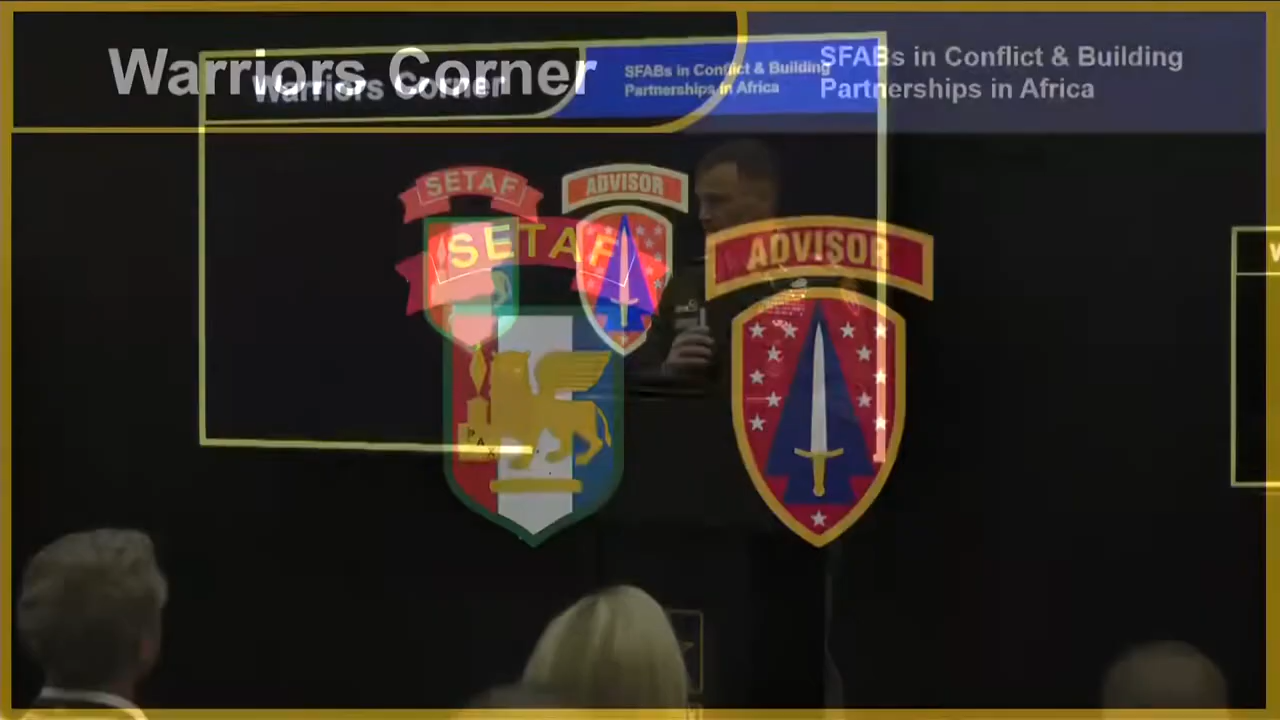 Warriors Corner
SFABs in Conflict & Building
Partnerships in Africa
Warriors Corner
SFABs in Conflict & Building
Partnerships in Africa
SETAF
ADVISOR
SETAF
ADVISOR
PAX